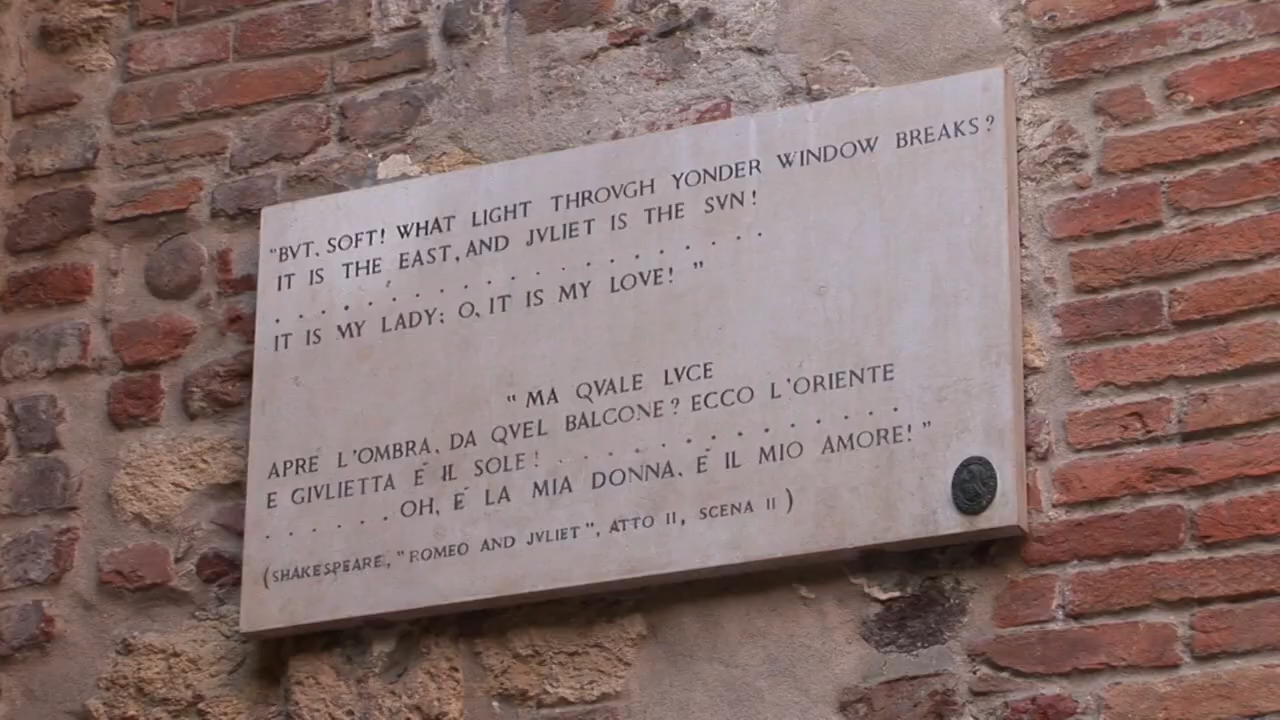 "BVT, SOFT! WHAT LIGHT THROVGH YONDER WINDOW BREAKS?
IT IS THE EAST, AND JVLIET IS THE SVN!
. . . . . . . . . . . . . . . . . . . . .
IT IS MY LADY; O, IT IS MY LOVE! "
" MA QVALE LVCE
APRE L'OMBRA, DA QVEL BALCONE? ECCO L'ORIENTE
E GIVLIETTA É IL SOLE! . . . . . . . . . . . . . .
. . . . . . OH, É LA MIA DONNA, É IL MIO AMORE! "
(SHAKESPEARE, "ROMEO AND JVLIET", ATTO II, SCENA II )